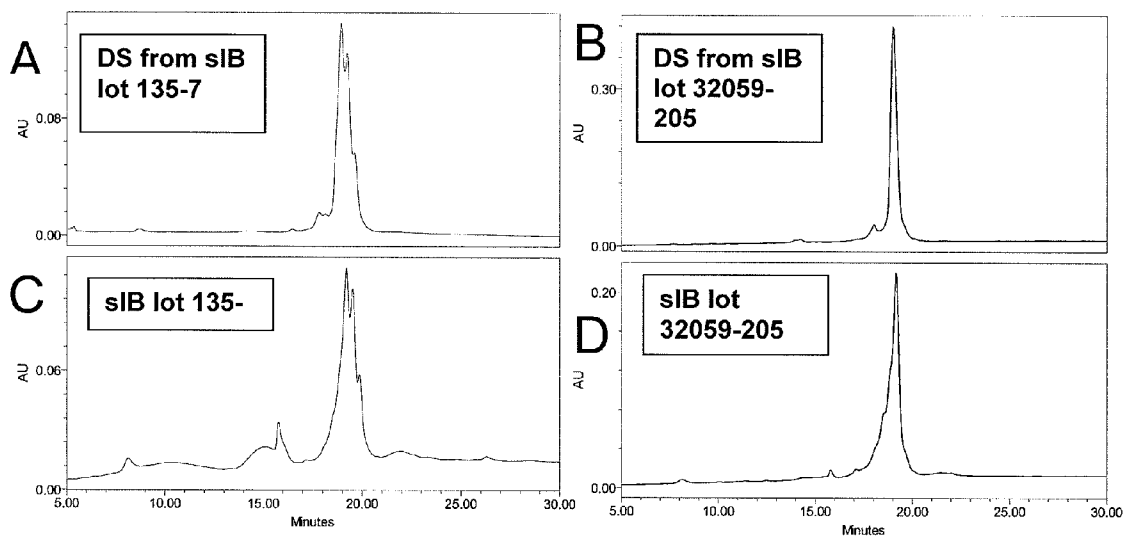 A
DS from sIB
lot 135-7
AU
0.08
0.00
B
DS from sIB
lot 32059-
205
AU
0.30
0.00
C
sIB lot 135-
AU
0.06
0.00
5.00 10.00 15.00 20.00 25.00 30.00
Minutes
D
sIB lot
32059-205
AU
0.20
0.00
5.00 10.00 15.00 20.00 25.00 30.00
Minutes